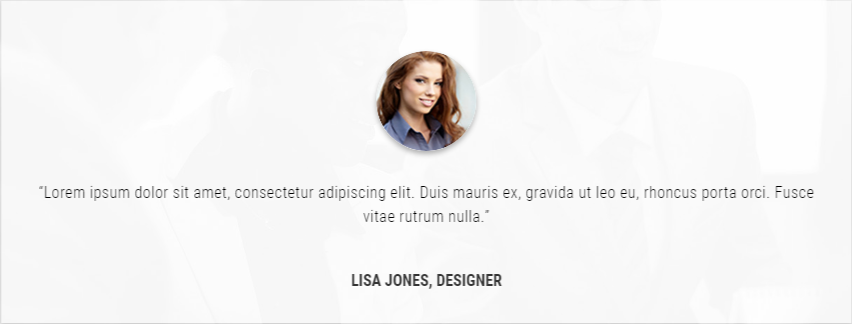 “Lorem ipsum dolor sit amet, consectetur adipiscing elit. Duis mauris ex, gravida ut leo eu, rhoncus porta orci. Fusce
vitae rutrum nulla.”
LISA JONES, DESIGNER